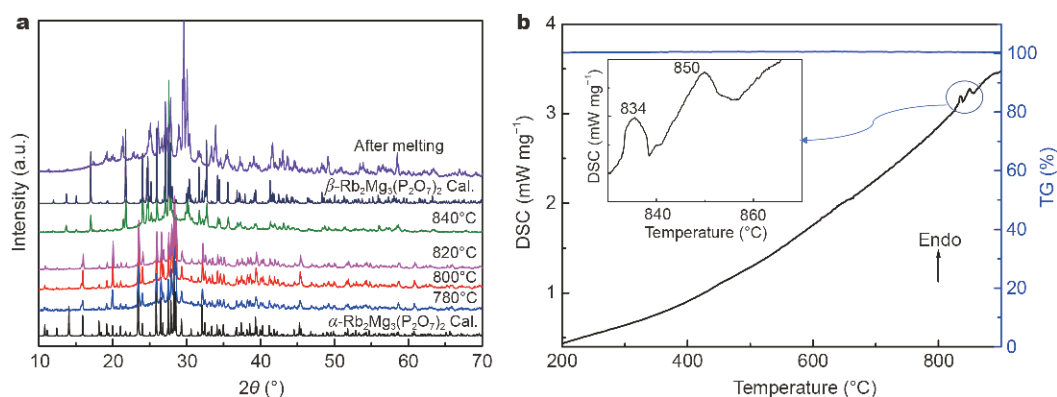 a
Intensity (a.u.)
After melting
β-Rb₂Mg₃(P₂O₇)₂ Cal.
840°C
820°C
800°C
780°C
α-Rb₂Mg₃(P₂O₇)₂ Cal.
10 20 30 40 50 60 70
2θ (°)
b
DSC (mW mg⁻¹)
4
3
2
1
200 400 600 800
Temperature (°C)
TG (%)
100
80
60
40
20
0
Endo
DSC (mW mg⁻¹)
834
850
840 860
Temperature (°C)